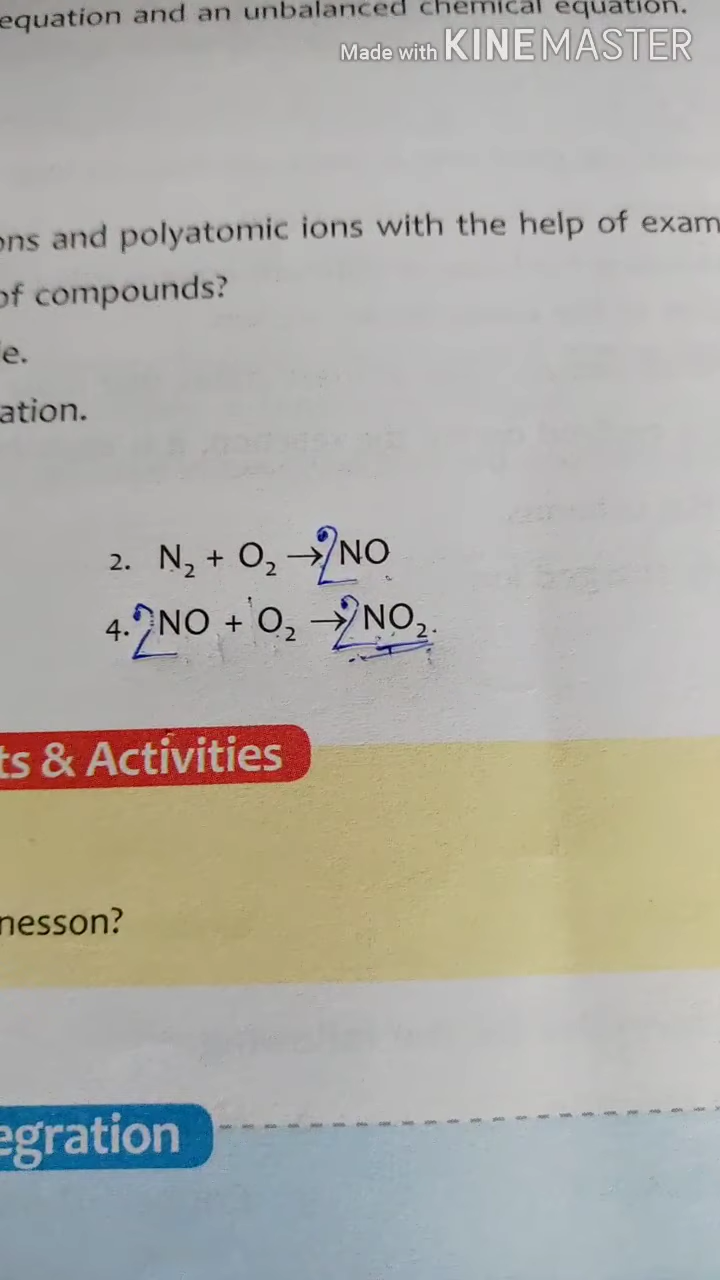 equation and an unbalanced chemical equation.
Made with KINEMASTER
ons and polyatomic ions with the help of exam
of compounds?
e.
ation.
2. N₂ + O₂ → 2NO
4. 2NO + O₂ → 2NO₂.
ts & Activities
nesson?
egration